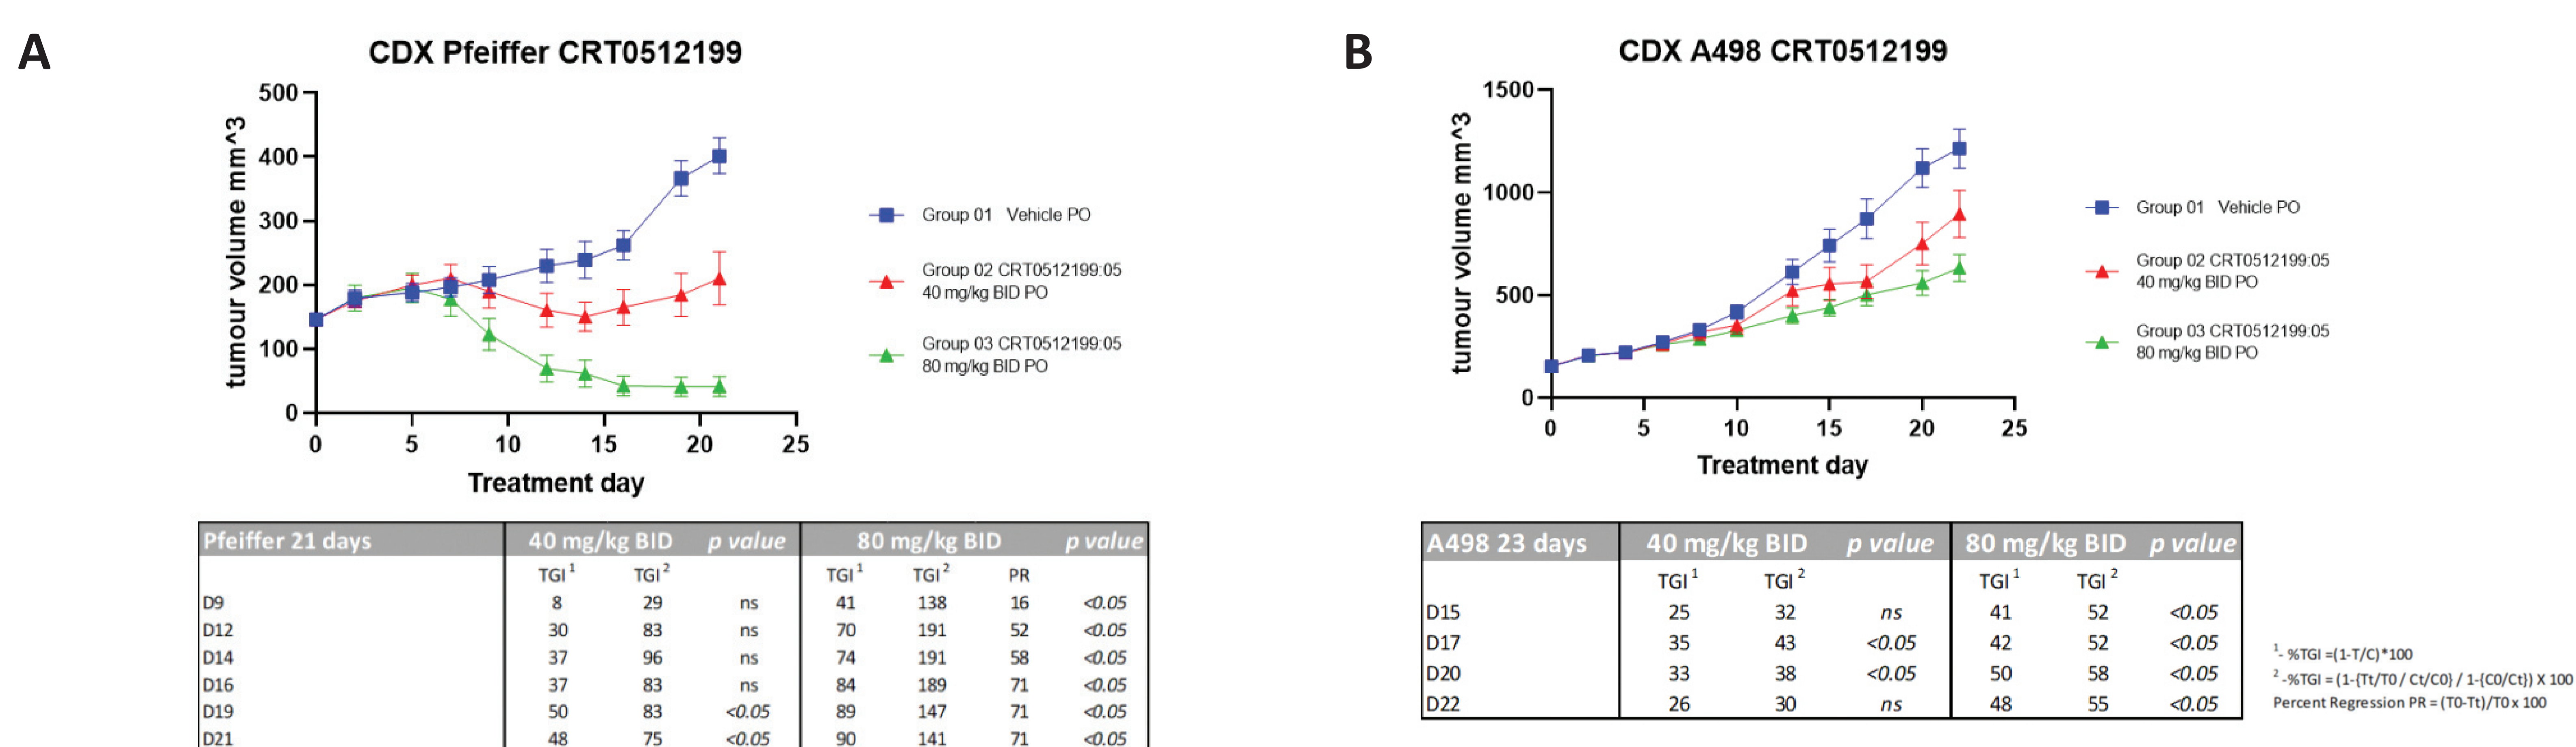 A
CDX Pfeiffer CRT0512199
tumour volume mm^3
500
400
300
200
100
0
0 5 10 15 20 25
Treatment day
Group 01 Vehicle PO
Group 02 CRT0512199:05
40 mg/kg BID PO
Group 03 CRT0512199:05
80 mg/kg BID PO
Pfeiffer 21 days 40 mg/kg BID p value 80 mg/kg BID p value
TGI 1 TGI 2 TGI 1 TGI 2 PR
D9 8 29 ns 41 138 16 <0.05
D12 30 83 ns 70 191 52 <0.05
D14 37 96 ns 74 191 58 <0.05
D16 37 83 ns 84 189 71 <0.05
D19 50 83 <0.05 89 147 71 <0.05
D21 48 75 <0.05 90 141 71 <0.05
B
CDX A498 CRT0512199
tumour volume mm^3
1500
1000
500
0
0 5 10 15 20 25
Treatment day
Group 01 Vehicle PO
Group 02 CRT0512199:05
40 mg/kg BID PO
Group 03 CRT0512199:05
80 mg/kg BID PO
A498 23 days 40 mg/kg BID p value 80 mg/kg BID p value
TGI 1 TGI 2 TGI 1 TGI 2
D15 25 32 ns 41 52 <0.05
D17 35 43 <0.05 42 52 <0.05
D20 33 38 <0.05 50 58 <0.05
D22 26 30 ns 48 55 <0.05
1- %TGI =(1-T/C)*100
2 -%TGI = (1-{Tt/T0 / Ct/C0} / 1-{C0/Ct}) X 100
Percent Regression PR = (T0-Tt)/T0 x 100